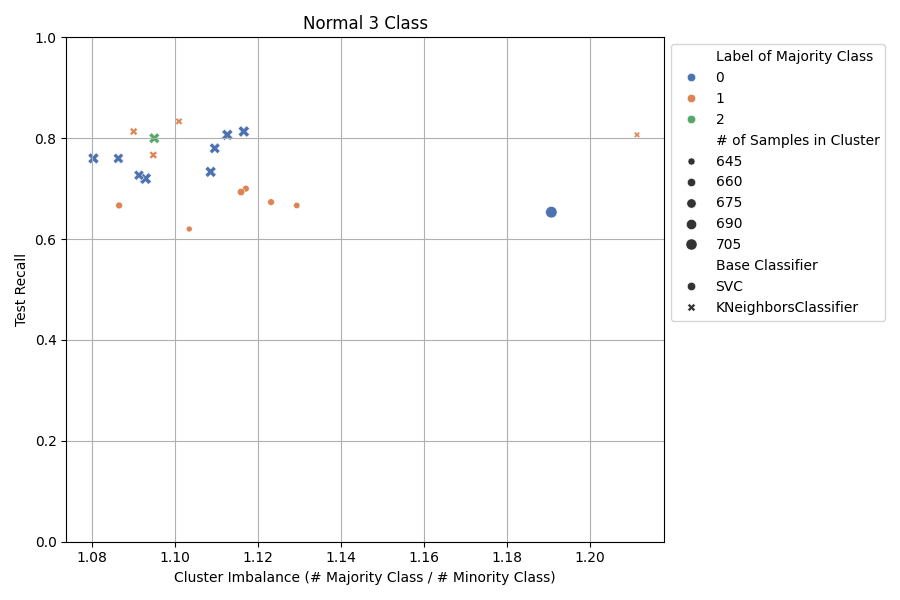 Normal 3 Class
1.0
0.8
0.6
0.4
0.2
0.0
Test Recall
1.08 1.10 1.12 1.14 1.16 1.18 1.20
Cluster Imbalance (# Majority Class / # Minority Class)
Label of Majority Class
0
1
2
# of Samples in Cluster
645
660
675
690
705
Base Classifier
SVC
KNeighborsClassifier